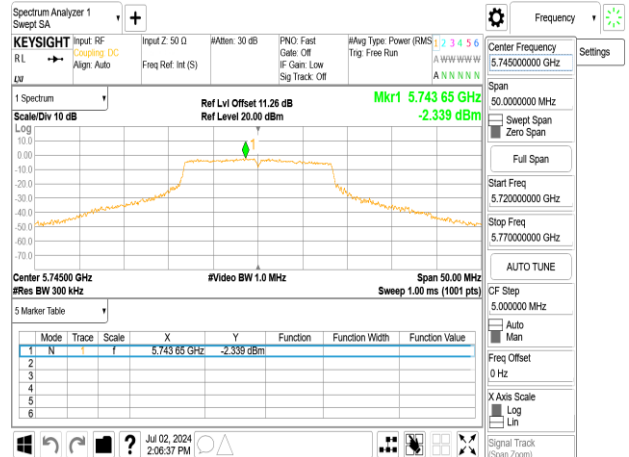 Spectrum Analyzer 1
Swept SA
+
Frequency
KEYSIGHT
RL
Input: RF
Coupling: DC
Align: Auto
Input Z: 50 Ω
Freq Ref: Int (S)
#Atten: 30 dB
PNO: Fast
Gate: Off
IF Gain: Low
Sig Track: Off
#Avg Type: Power (RMS
Trig: Free Run
1 2 3 4 5 6
A W W W W W
A N N N N N
Center Frequency
5.745000000 GHz
Settings
Span
50.0000000 MHz
Swept Span
Zero Span
Full Span
Start Freq
5.720000000 GHz
Stop Freq
5.770000000 GHz
AUTO TUNE
CF Step
5.000000 MHz
Auto
Man
Freq Offset
0 Hz
X Axis Scale
Log
Lin
Signal Track
(Span Zoom)
1 Spectrum
Scale/Div 10 dB
Ref Lvl Offset 11.26 dB
Ref Level 20.00 dBm
Mkr1 5.743 65 GHz
-2.339 dBm
Log
10.0
0.00
-10.0
-20.0
-30.0
-40.0
-50.0
-60.0
-70.0
1
Center 5.74500 GHz
#Res BW 300 kHz
#Video BW 1.0 MHz
Span 50.00 MHz
Sweep 1.00 ms (1001 pts)
5 Marker Table
Mode Trace Scale X Y Function Function Width Function Value
1 N 1 f 5.743 65 GHz -2.339 dBm
2
3
4
5
6
?
Jul 02, 2024
2:06:37 PM